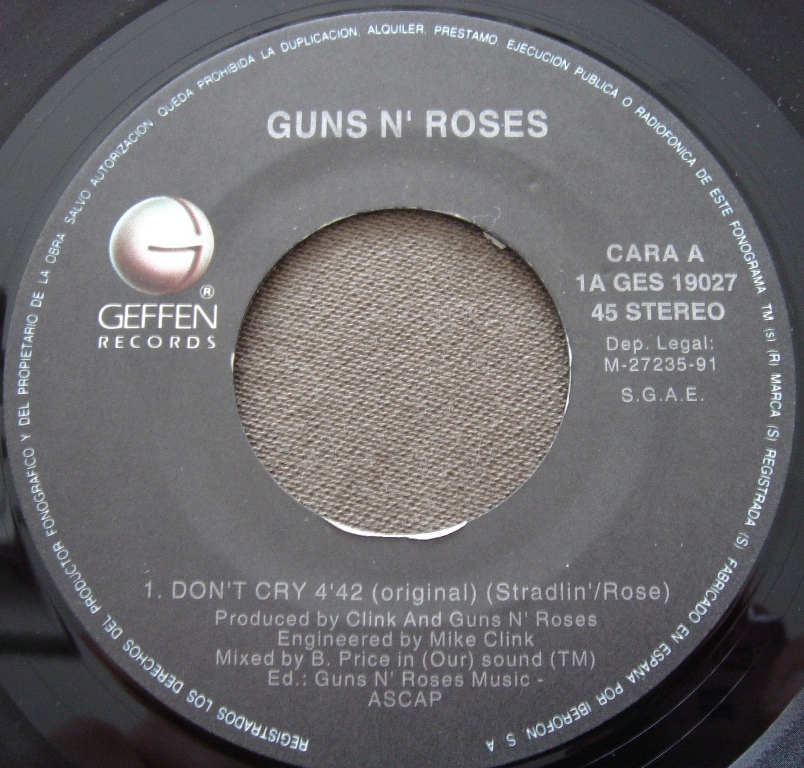 GUNS N' ROSES
GEFFEN ®
RECORDS
CARA A
1A GES 19027
45 STEREO
Dep. Legal:
M-27235-91
S.G.A.E.
1. DON'T CRY 4'42 (original) (Stradlin'/Rose)
Produced by Clink And Guns N' Roses
Engineered by Mike Clink
Mixed by B. Price in (Our) sound (TM)
Ed.: Guns N' Roses Music -
ASCAP
REGISTRADOS LOS DERECHOS DEL PRODUCTOR FONOGRAFICO Y DEL PROPIETARIO DE LA OBRA SALVO AUTORIZACION QUEDA PROHIBIDA LA DUPLICACION, ALQUILER, PRESTAMO, EJECUCION PUBLICA O RADIOFONICA DE ESTE FONOGRAMA TM (s) (R) MARCA (S) REGISTRADA (S) FABRICADO EN ESPAÑA POR IBEROFON S A